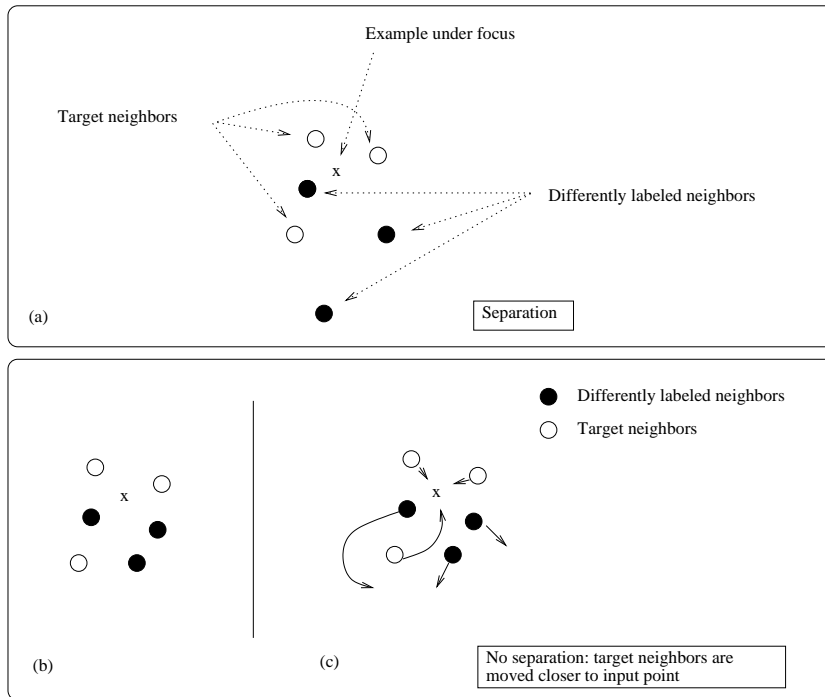 Example under focus
Target neighbors
x
Differently labeled neighbors
(a)
Separation
Differently labeled neighbors
Target neighbors
x
x
(b)
(c)
No separation: target neighbors are
moved closer to input point